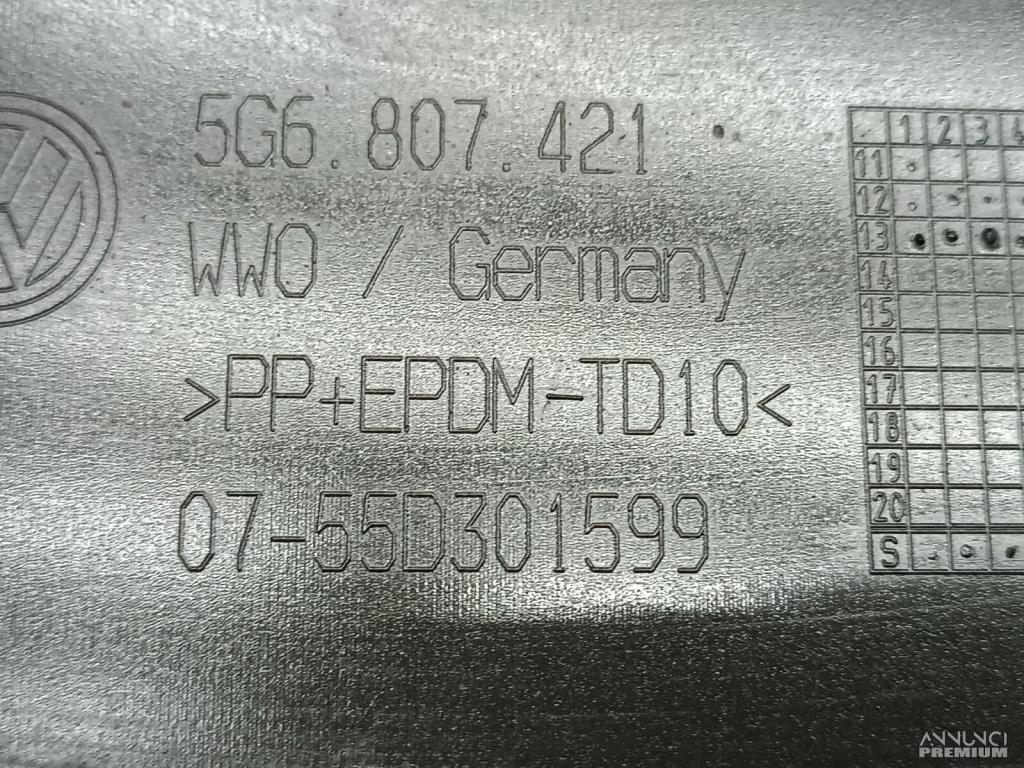 5G6.807.421
WWO / Germany
>PP+EPDM-TD10<
07-55D301599
1 2 3 4
11
12
13
14
15
16
17
18
19
20
S
ANNUNCI
PREMIUM